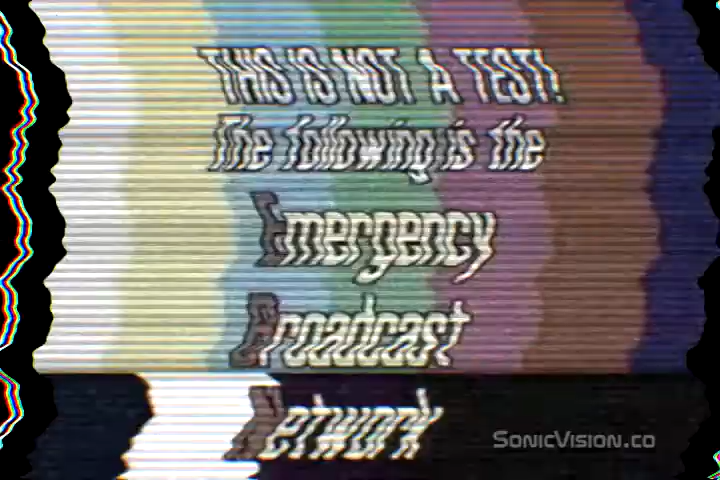 THIS IS NOT A TEST!
The following is the
Emergency
Broadcast
Network
SONICVISION.CO